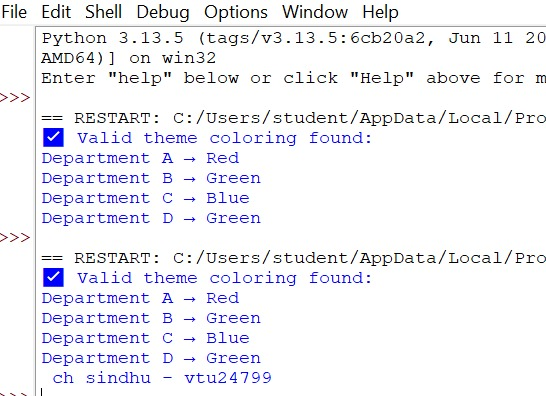 File Edit Shell Debug Options Window Help
Python 3.13.5 (tags/v3.13.5:6cb20a2, Jun 11 20
AMD64)] on win32
Enter "help" below or click "Help" above for m
>>>
== RESTART: C:/Users/student/AppData/Local/Pro
✅ Valid theme coloring found:
Department A → Red
Department B → Green
Department C → Blue
Department D → Green
>>>
== RESTART: C:/Users/student/AppData/Local/Pro
✅ Valid theme coloring found:
Department A → Red
Department B → Green
Department C → Blue
Department D → Green
ch sindhu - vtu24799
>>>